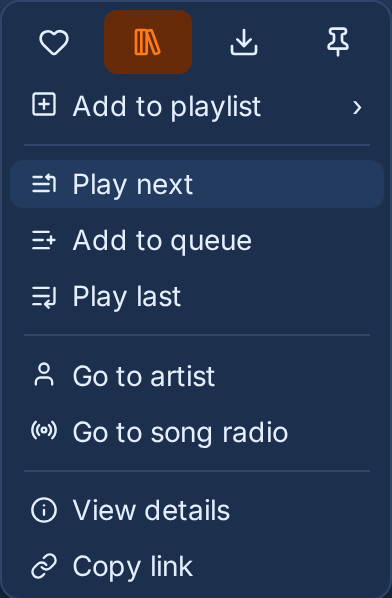 Add to playlist
Play next
Add to queue
Play last
Go to artist
Go to song radio
View details
Copy link